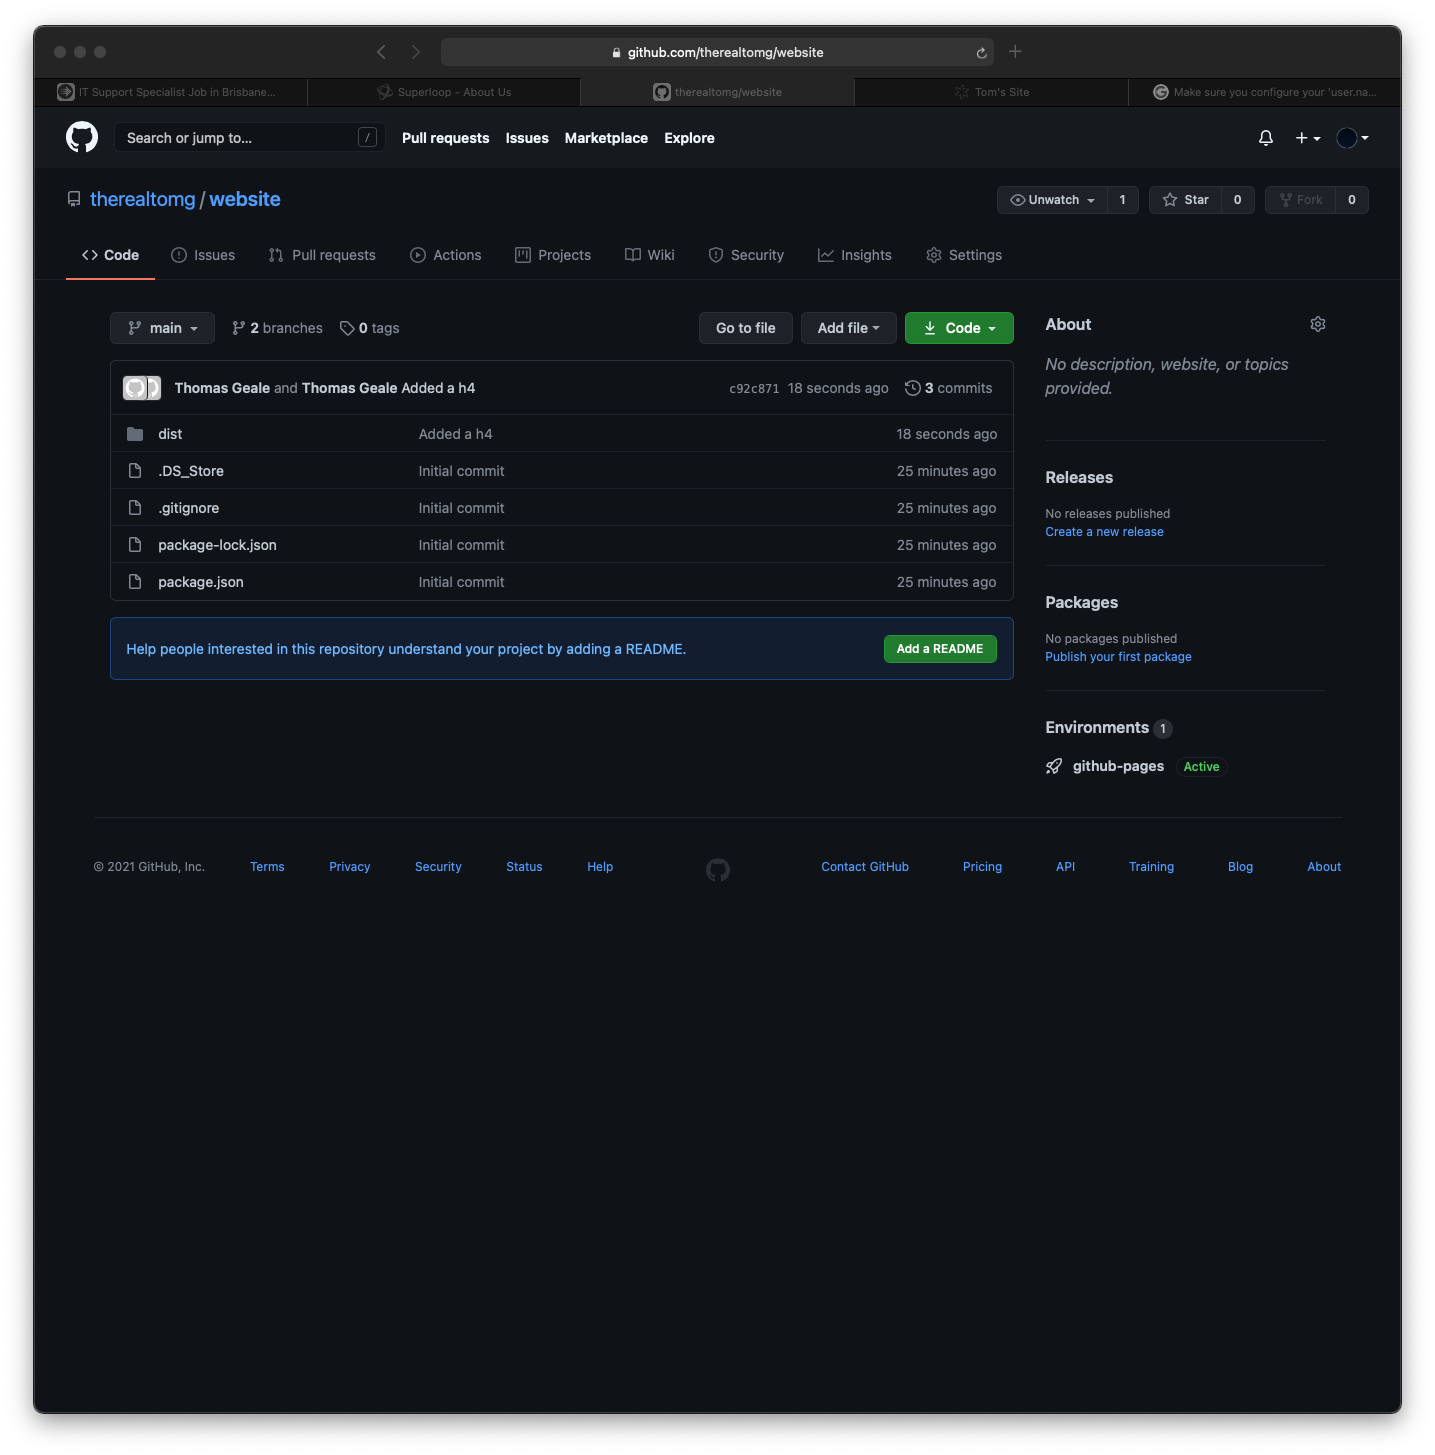 github.com/therealtomg/website
IT Support Specialist Job in Brisbane...
Superloop - About Us
therealtomg/website
Tom's Site
Make sure you configure your 'user.na...
Search or jump to... /
Pull requests Issues Marketplace Explore
therealtomg / website
Unwatch 1 Star 0 Fork 0
Code Issues Pull requests Actions Projects Wiki Security Insights Settings
main 2 branches 0 tags Go to file Add file Code
Thomas Geale and Thomas Geale Added a h4 c92c871 18 seconds ago 3 commits
dist Added a h4 18 seconds ago
.DS_Store Initial commit 25 minutes ago
.gitignore Initial commit 25 minutes ago
package-lock.json Initial commit 25 minutes ago
package.json Initial commit 25 minutes ago
Help people interested in this repository understand your project by adding a README. Add a README
About
No description, website, or topics
provided.
Releases
No releases published
Create a new release
Packages
No packages published
Publish your first package
Environments 1
github-pages Active
© 2021 GitHub, Inc. Terms Privacy Security Status Help Contact GitHub Pricing API Training Blog About